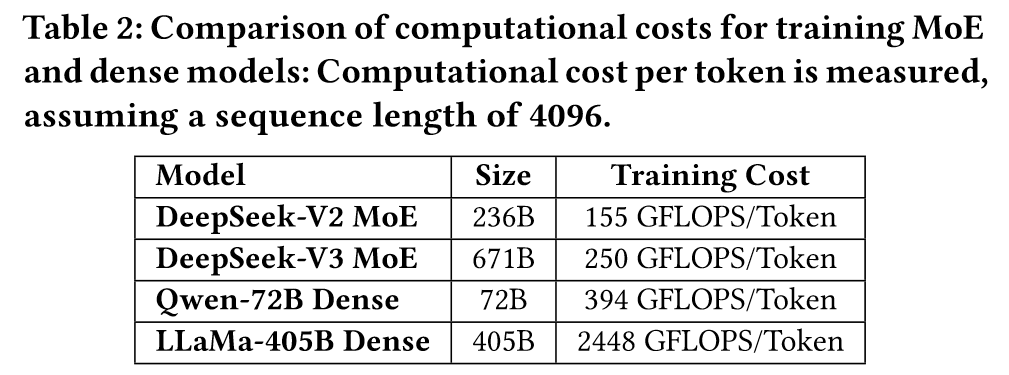 Table 2: Comparison of computational costs for training MoE
and dense models: Computational cost per token is measured,
assuming a sequence length of 4096.
Model Size Training Cost
DeepSeek-V2 MoE 236B 155 GFLOPS/Token
DeepSeek-V3 MoE 671B 250 GFLOPS/Token
Qwen-72B Dense 72B 394 GFLOPS/Token
LLaMa-405B Dense 405B 2448 GFLOPS/Token